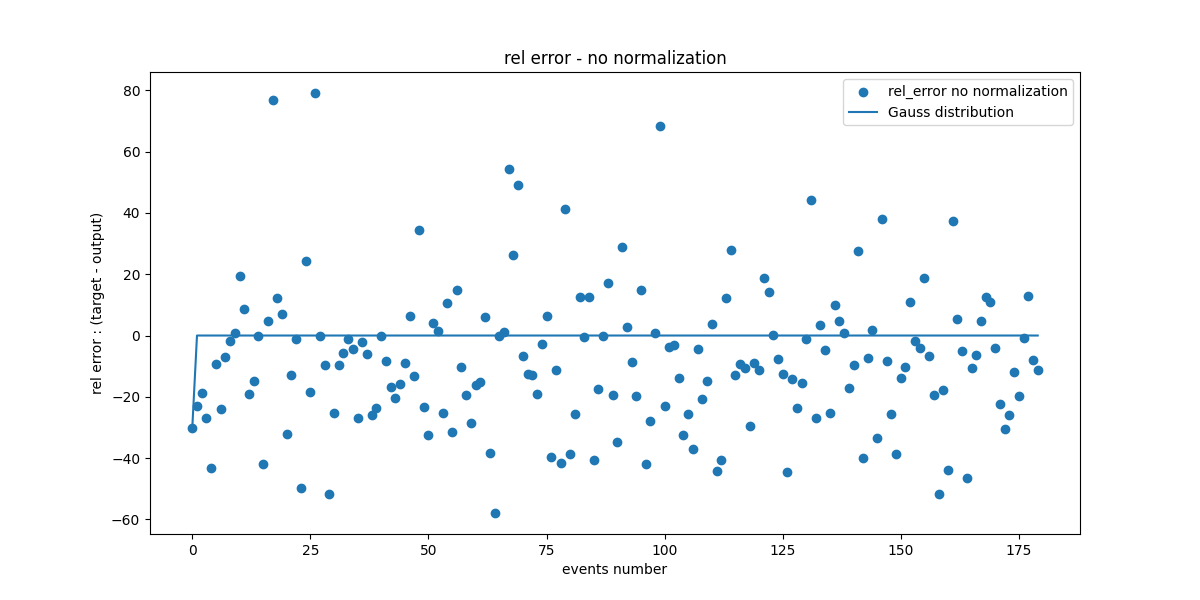 rel error - no normalization
rel_error no normalization
Gauss distribution
rel error : (target - output)
80
60
40
20
0
−20
−40
−60
0 25 50 75 100 125 150 175
events number